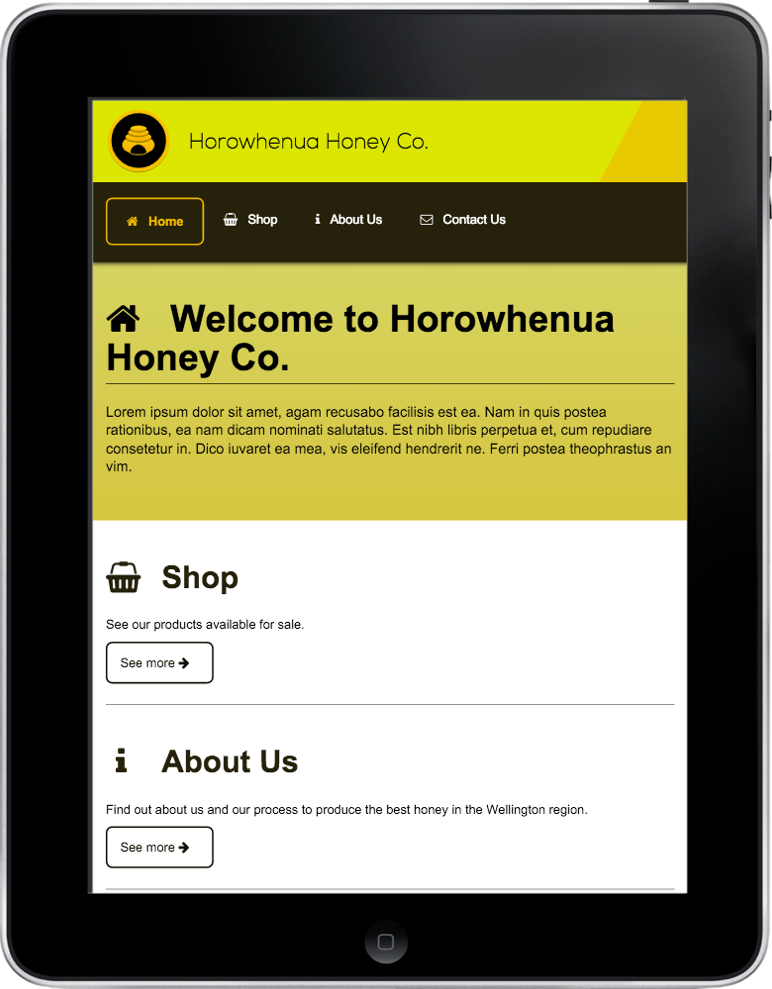 Horowhenua Honey Co.
Home Shop About Us Contact Us
Welcome to Horowhenua
Honey Co.
Lorem ipsum dolor sit amet, agam recusabo facilisis est ea. Nam in quis postea
rationibus, ea nam dicam nominati salutatus. Est nibh libris perpetua et, cum repudiare
consetetur in. Dico iuvaret ea mea, vis eleifend hendrerit ne. Ferri postea theophrastus an
vim.
Shop
See our products available for sale.
See more
About Us
Find out about us and our process to produce the best honey in the Wellington region.
See more